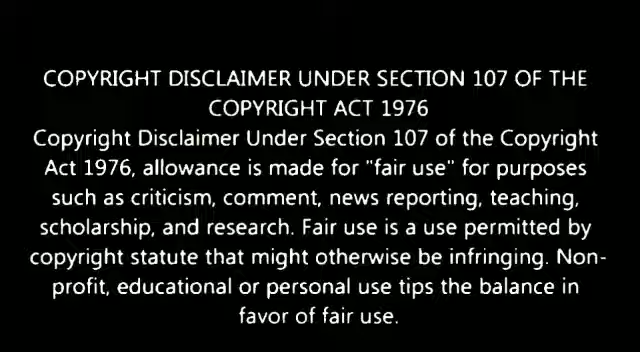 COPYRIGHT DISCLAIMER UNDER SECTION 107 OF THE
COPYRIGHT ACT 1976
Copyright Disclaimer Under Section 107 of the Copyright
Act 1976, allowance is made for "fair use" for purposes
such as criticism, comment, news reporting, teaching,
scholarship, and research. Fair use is a use permitted by
copyright statute that might otherwise be infringing. Non-
profit, educational or personal use tips the balance in
favor of fair use.